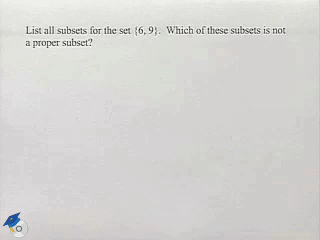 List all subsets for the set {6, 9}.  Which of these subsets is not
a proper subset?